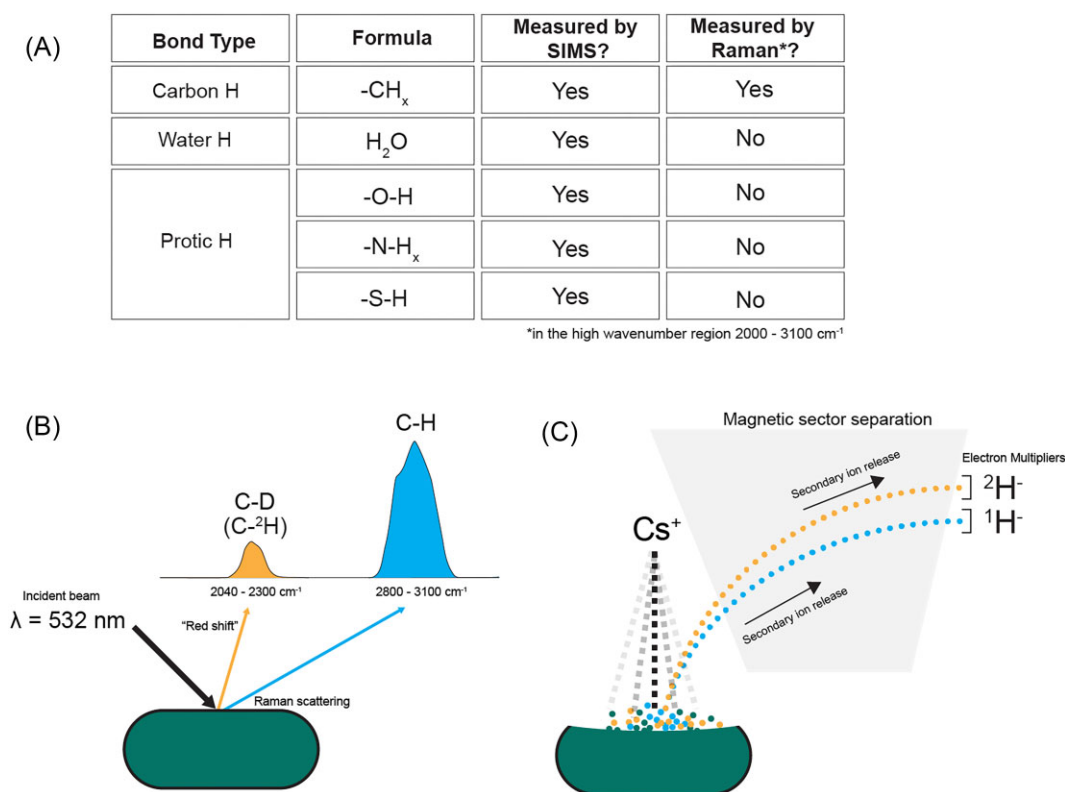 (A)
Bond Type
Formula
Measured by
SIMS?
Measured by
Raman*?
Carbon H
-CHₓ
Yes
Yes
Water H
H₂O
Yes
No
Protic H
-O-H
Yes
No
-N-Hₓ
Yes
No
-S-H
Yes
No
*in the high wavenumber region 2000 - 3100 cm⁻¹
(B)
C-H
C-D
(C-²H)
2040 - 2300 cm⁻¹
2800 - 3100 cm⁻¹
Incident beam
λ = 532 nm
“Red shift”
Raman scattering
(C)
Magnetic sector separation
Electron Multipliers
Secondary ion release
²H⁻
¹H⁻
Cs⁺
Secondary ion release